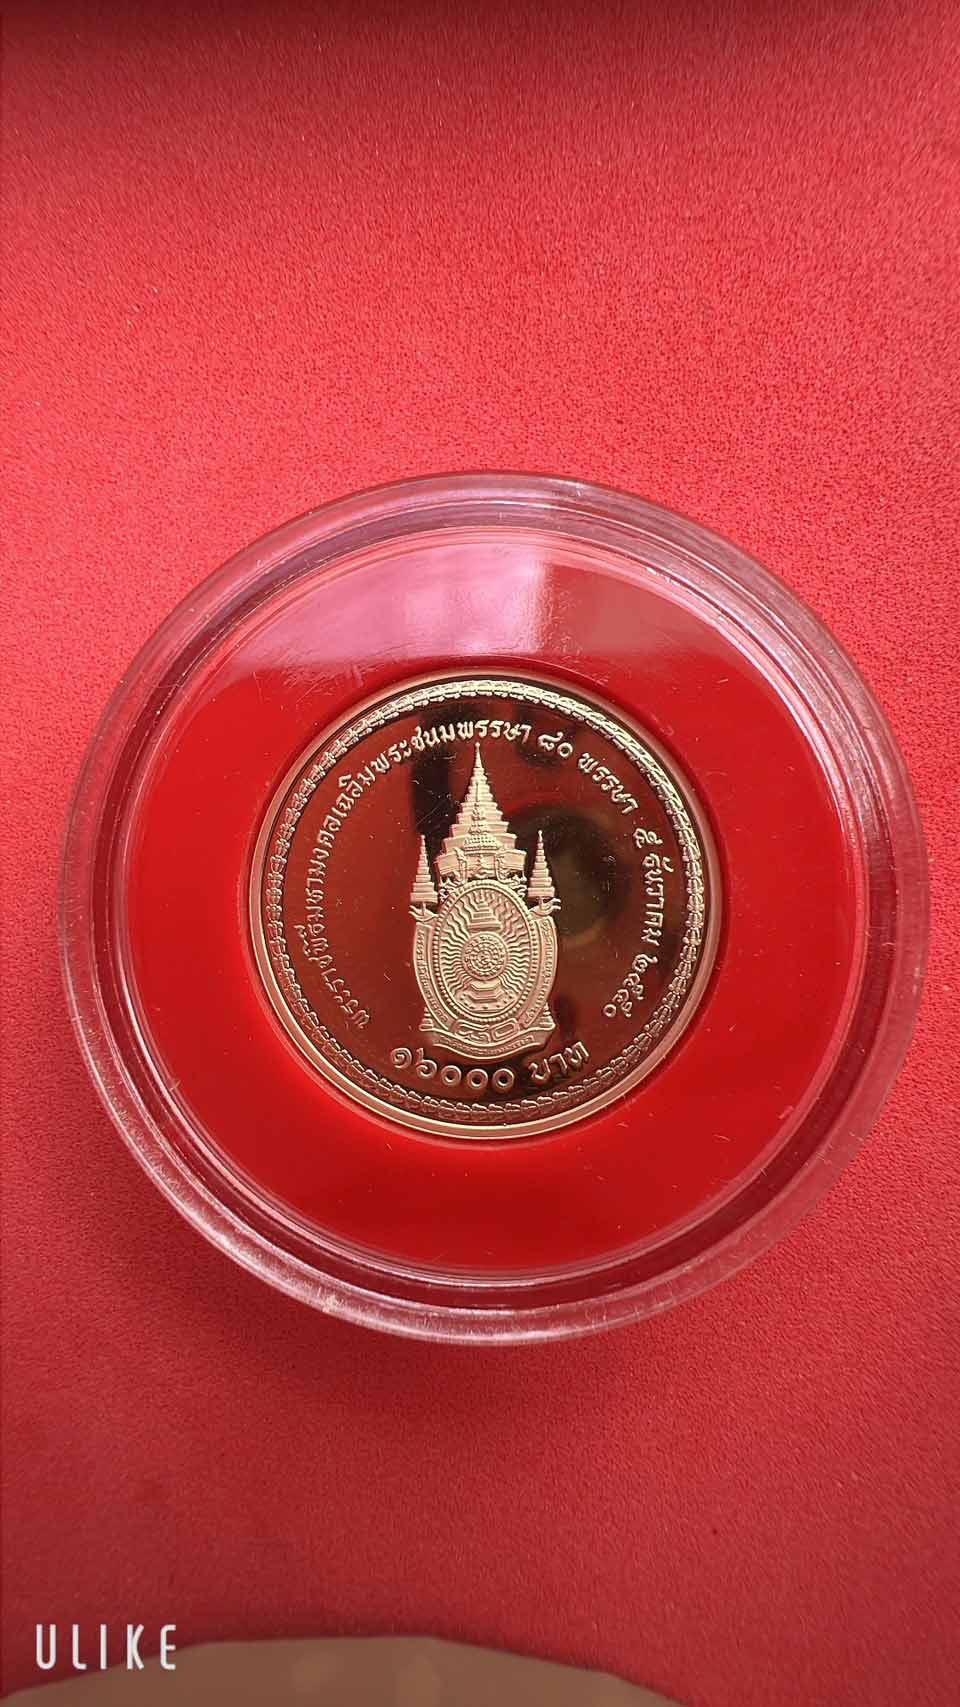 พระราชพิธีมหามงคลเฉลิมพระชนมพรรษา ๘๐ พรรษา ๕ ธันวาคม ๒๕๕๐
๑๖๐๐๐ บาท
ULIKE